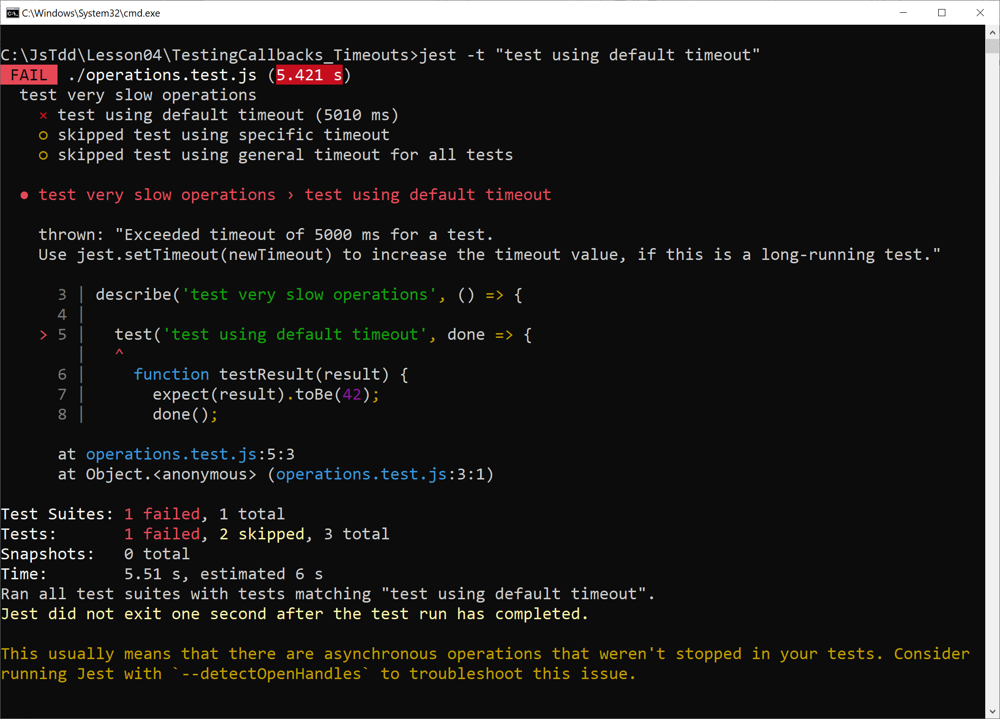 C:\Windows\System32\cmd.exe
C:\JsTdd\Lesson04\TestingCallbacks_Timeouts>jest -t "test using default timeout"
FAIL ./operations.test.js (5.421 s)
test very slow operations
× test using default timeout (5010 ms)
○ skipped test using specific timeout
○ skipped test using general timeout for all tests
● test very slow operations › test using default timeout
thrown: "Exceeded timeout of 5000 ms for a test.
Use jest.setTimeout(newTimeout) to increase the timeout value, if this is a long-running test."
3 | describe('test very slow operations', () => {
4 |
> 5 | test('test using default timeout', done => {
| ^
6 | function testResult(result) {
7 | expect(result).toBe(42);
8 | done();
at operations.test.js:5:3
at Object.<anonymous> (operations.test.js:3:1)
Test Suites: 1 failed, 1 total
Tests: 1 failed, 2 skipped, 3 total
Snapshots: 0 total
Time: 5.51 s, estimated 6 s
Ran all test suites with tests matching "test using default timeout".
Jest did not exit one second after the test run has completed.
This usually means that there are asynchronous operations that weren't stopped in your tests. Consider
running Jest with `--detectOpenHandles` to troubleshoot this issue.